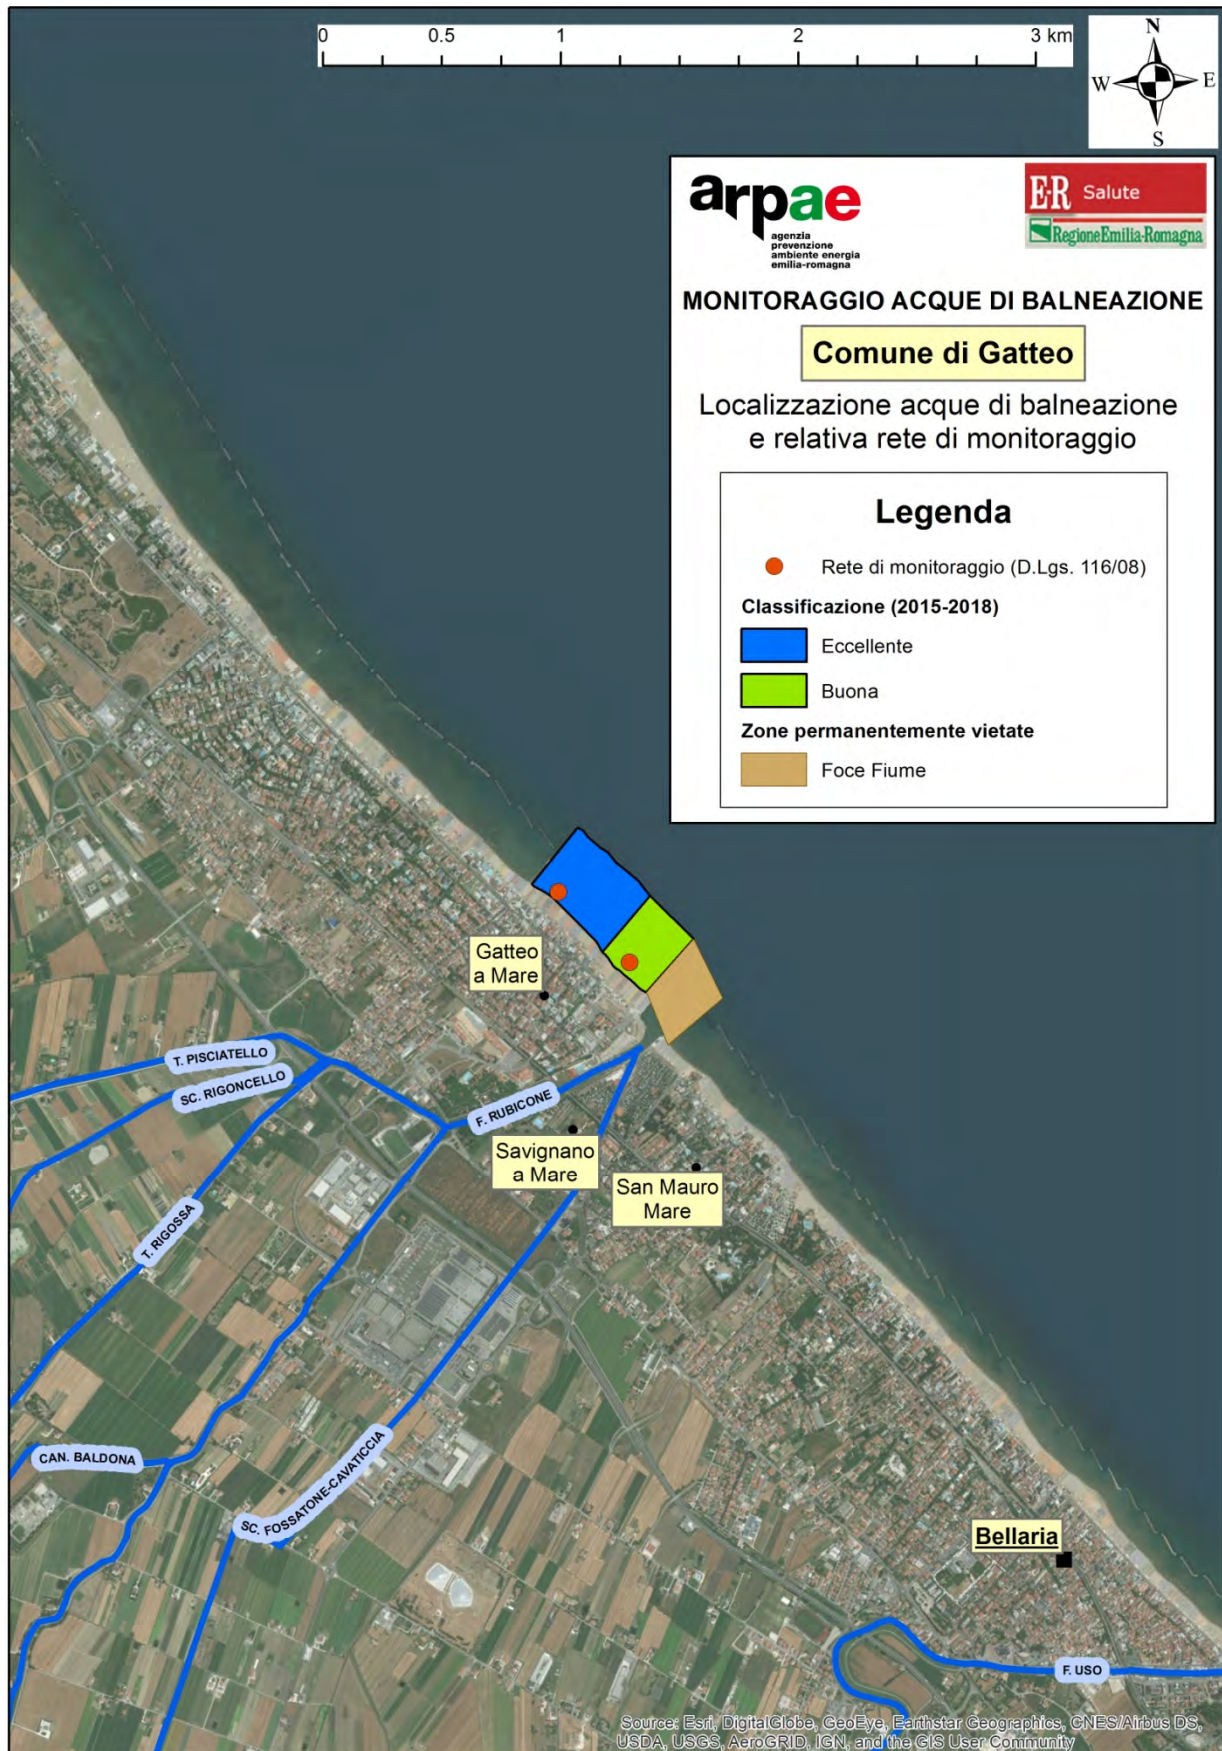 0 0.5 1 2 3 km
N
W E
S
arpae
agenzia
prevenzione
ambiente energia
emilia-romagna
E-R Salute
RegioneEmilia-Romagna
MONITORAGGIO ACQUE DI BALNEAZIONE
Comune di Gatteo
Localizzazione acque di balneazione
e relativa rete di monitoraggio
Legenda
Rete di monitoraggio (D.Lgs. 116/08)
Classificazione (2015-2018)
Eccellente
Buona
Zone permanentemente vietate
Foce Fiume
Gatteo
a Mare
T. PISCIATELLO
SC. RIGONCELLO
F. RUBICONE
Savignano
a Mare
San Mauro
Mare
T. RIGOSSA
CAN. BALDONA
SC. FOSSATONE-CAVATICCIA
Bellaria
F. USO
Source: Esri, DigitalGlobe, GeoEye, Earthstar Geographics, CNES/Airbus DS,
USDA, USGS, AeroGRID, IGN, and the GIS User Community